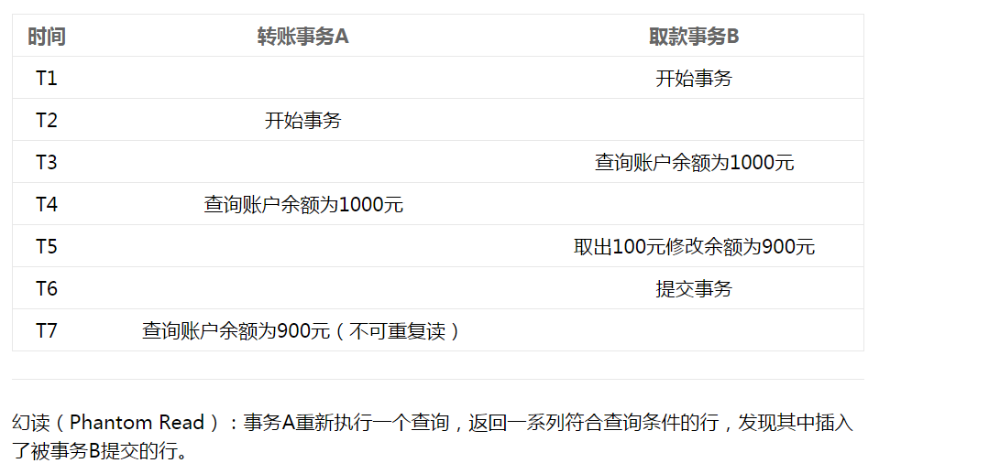 时间 转账事务A 取款事务B
T1 开始事务
T2 开始事务
T3 查询账户余额为1000元
T4 查询账户余额为1000元
T5 取出100元修改余额为900元
T6 提交事务
T7 查询账户余额为900元（不可重复读）
幻读（Phantom Read）：事务A重新执行一个查询，返回一系列符合查询条件的行，发现其中插入
了被事务B提交的行。